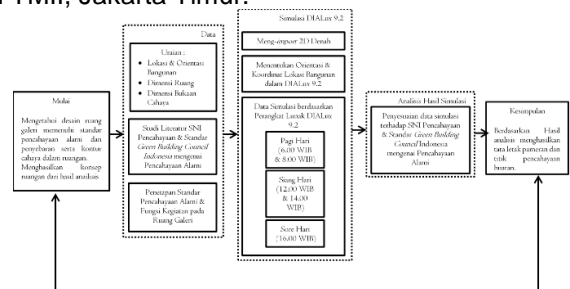 TMII, Jakarta Timur.
Mulai
Mengetahui desain ruang
galeri memenuhi standar
pencahayaan alami dan
penyebaran serta kontur
cahaya dalam ruangan.
Menghasilkan konsep
ruangan dari hasil analisis.
Data
Uraian :
• Lokasi & Orientasi
Bangunan
• Dimensi Ruang
• Dimensi Bukaan
Cahaya
Studi Literatur SNI
Pencahayaan & Standar
Green Building Council
Indonesia mengenai
Pencahayaan Alami
Penetapan Standar
Pencahayaan Alami &
Fungsi Kegiatan pada
Ruang Galeri
Simulasi DIALux 9.2
Meng-import 2D Denah
Menentukan Orientasi &
Koordinat Lokasi Bangunan
dalam DIALux 9.2
Data Simulasi berdasarkan
Perangkat Lunak DIALux
9.2
Pagi Hari
(6.00 WIB
& 8.00 WIB)
Siang Hari
(12.00 WIB
& 14.00
WIB)
Sore Hari
(16.00 WIB)
Analisis Hasil Simulasi
Penyesuaian data simulasi
terhadap SNI Pencahayaan
& Standar Green Building
Council Indonesia
mengenai Pencahayaan
Alami
Kesimpulan
Berdasarkan Hasil
analisis menghasilkan
tata letak pameran dan
titik pencahayaan
buatan.